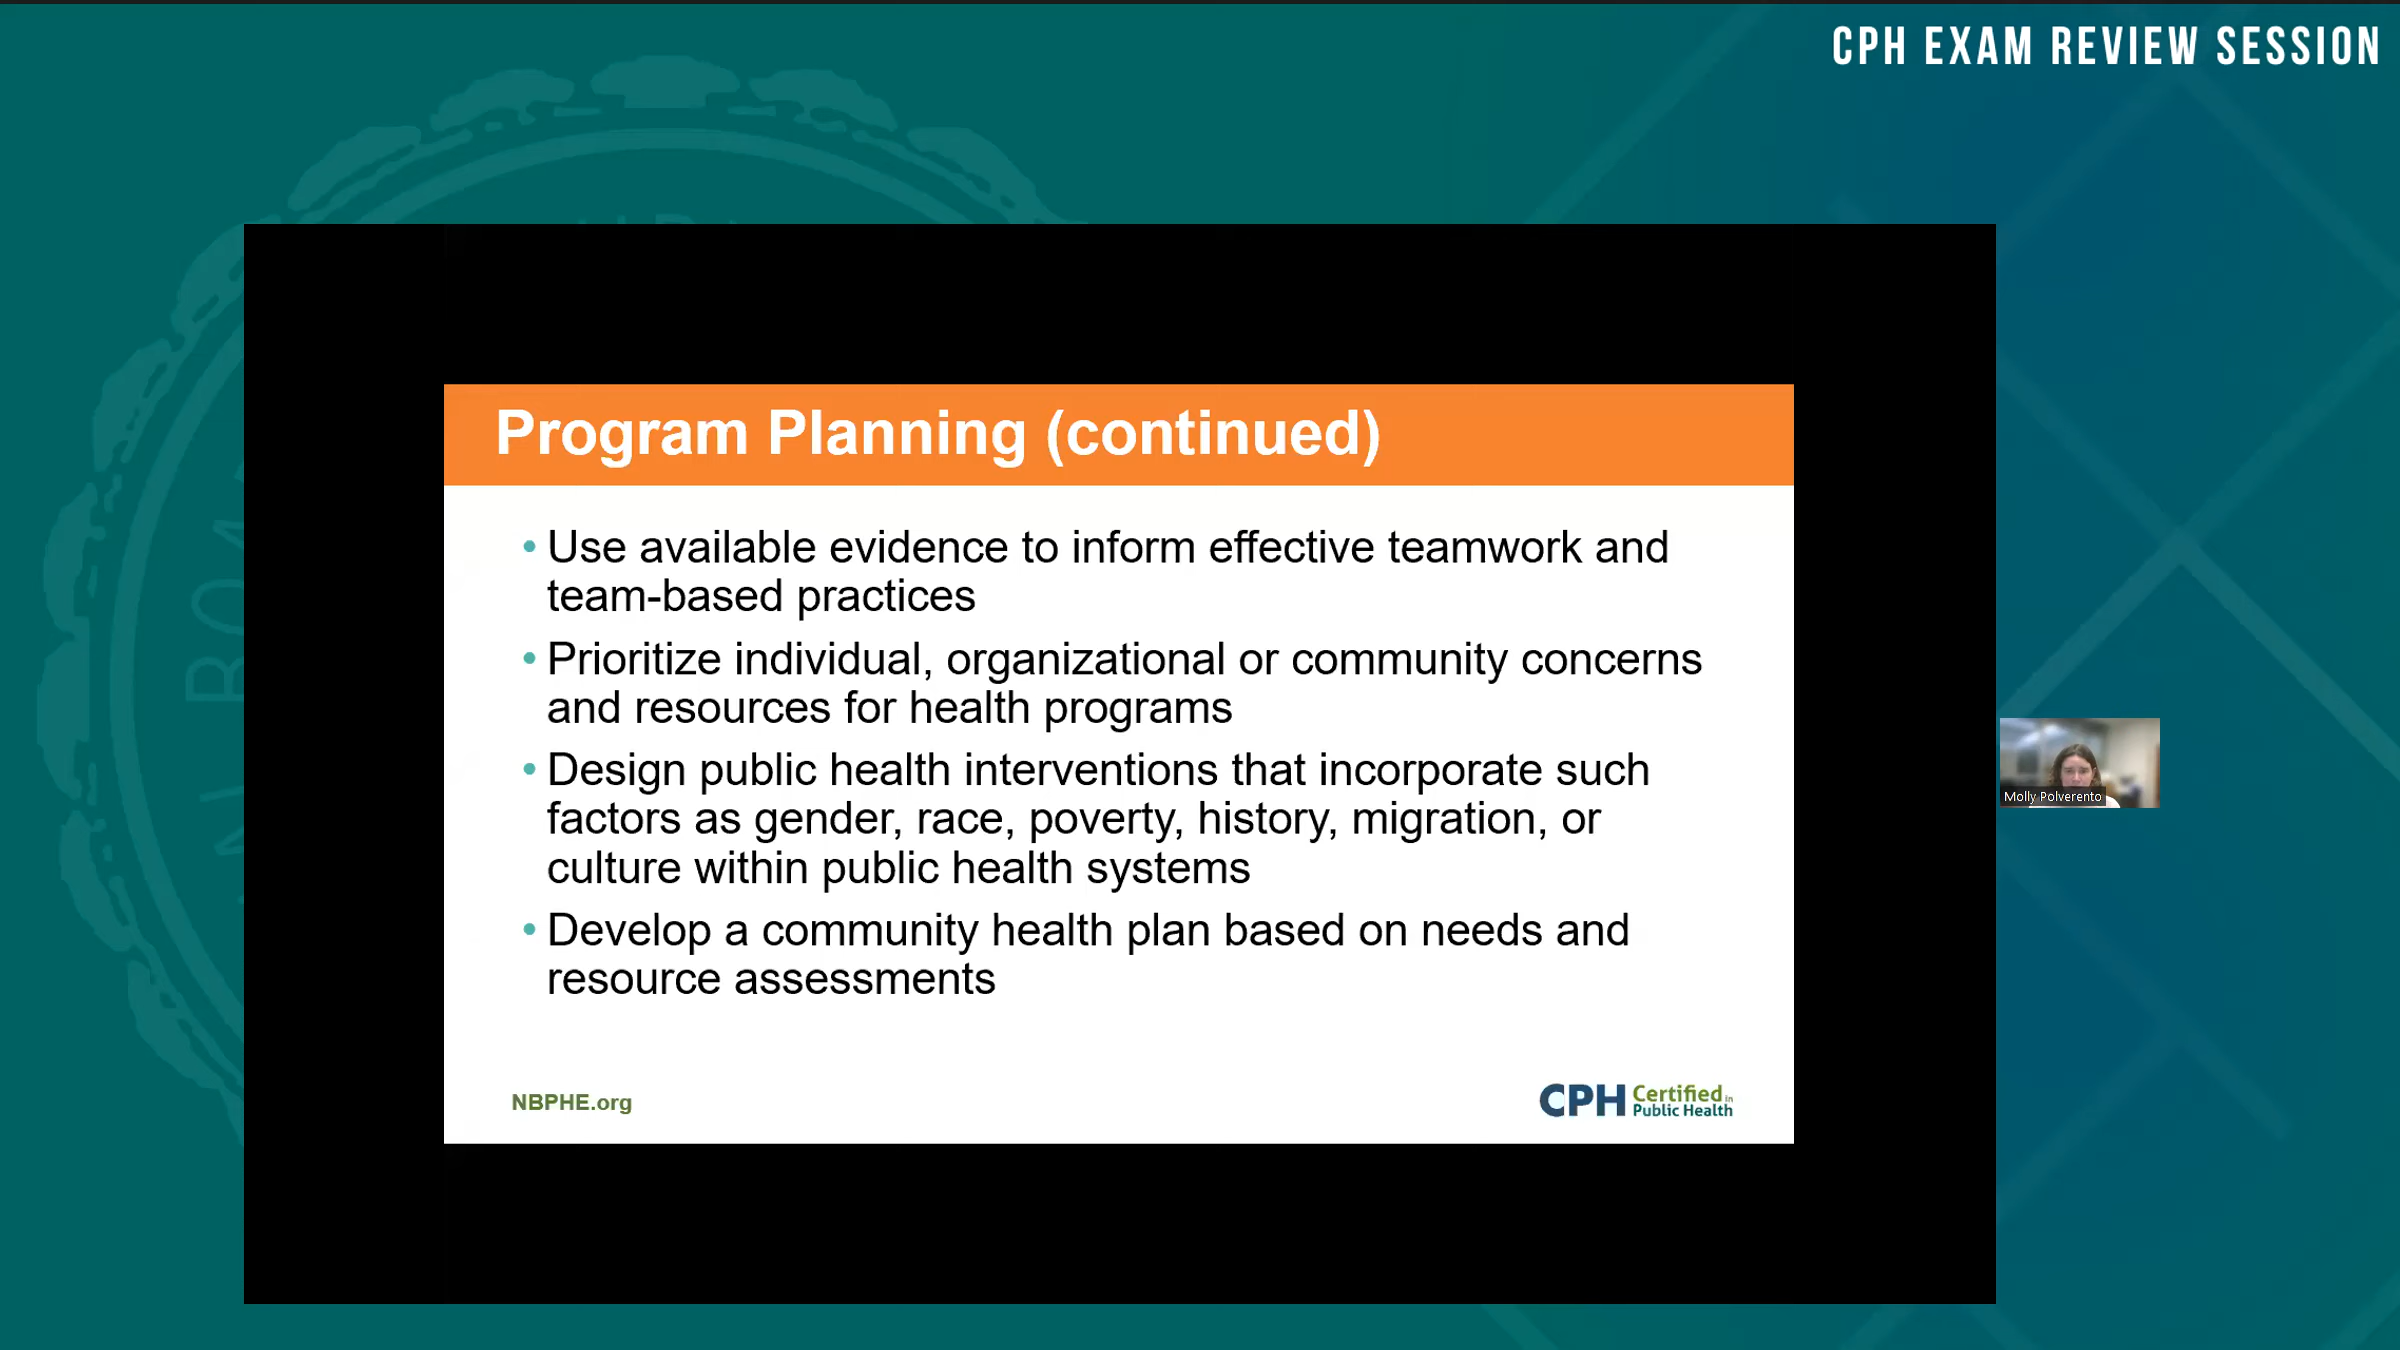 CPH EXAM REVIEW SESSION
Program Planning (continued)
• Use available evidence to inform effective teamwork and
team-based practices
• Prioritize individual, organizational or community concerns
and resources for health programs
• Design public health interventions that incorporate such
factors as gender, race, poverty, history, migration, or
culture within public health systems
• Develop a community health plan based on needs and
resource assessments
Molly Polverento
NBPHE.org
CPH Certified in
Public Health